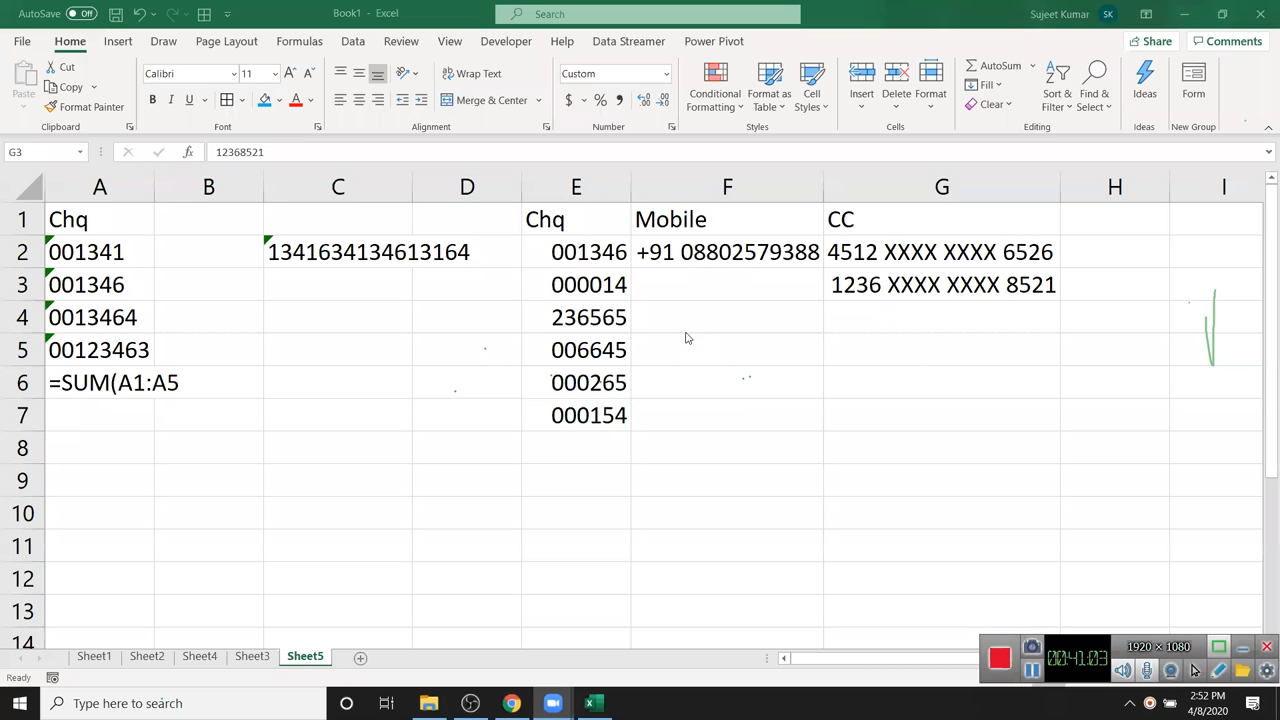 AutoSave Off Book1 - Excel Search Sujeet Kumar SK
File Home Insert Draw Page Layout Formulas Data Review View Developer Help Data Streamer Power Pivot Share Comments
Paste Cut Copy Format Painter Clipboard
Calibri 11 A A B I U A Font
Wrap Text Merge & Center Alignment
Custom $ % , Number
Conditional Formatting Format as Table Cell Styles Styles
Insert Delete Format Cells
AutoSum Fill Clear Sort & Filter Find & Select Editing
Ideas Ideas
Form New Group
G3 fx 12368521
A B C D E F G H I
1 Chq Chq Mobile CC
2 001341 1341634134613164 001346 +91 08802579388 4512 XXXX XXXX 6526
3 001346 000014 1236 XXXX XXXX 8521
4 0013464 236565
5 00123463 006645
6 =SUM(A1:A5 000265
7 000154
8
9
10
11
12
13
14
Sheet1 Sheet2 Sheet4 Sheet3 Sheet5
Ready
1920 × 1080
00:41:03
Type here to search
2:52 PM
4/8/2020